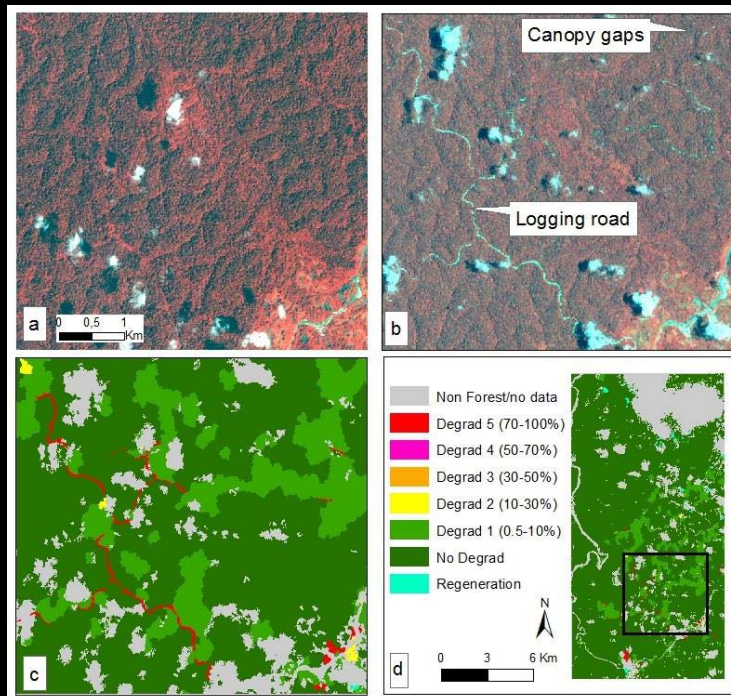 a
0 0,5 1
Km
Canopy gaps
Logging road
b
c
Non Forest/no data
Degrad 5 (70-100%)
Degrad 4 (50-70%)
Degrad 3 (30-50%)
Degrad 2 (10-30%)
Degrad 1 (0.5-10%)
No Degrad
Regeneration
N
0 3 6 Km
d